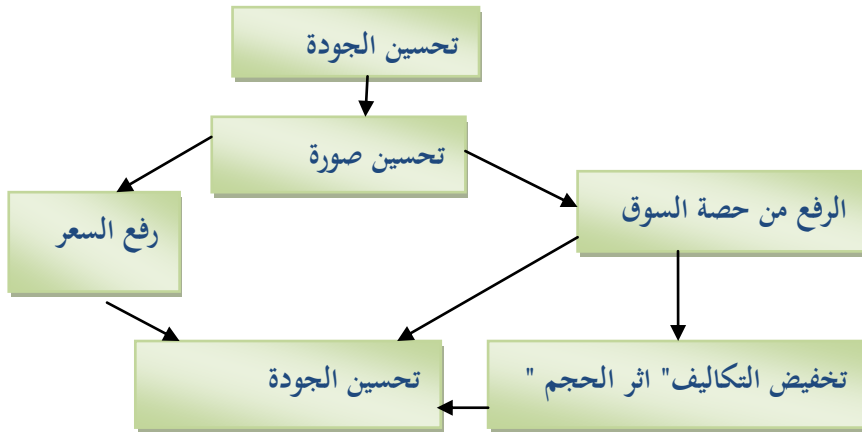 تحسين الجودة
تحسين صورة
الرفع من حصة السوق
رفع السعر
تخفيض التكاليف" اثر الحجم "
تحسين الجودة